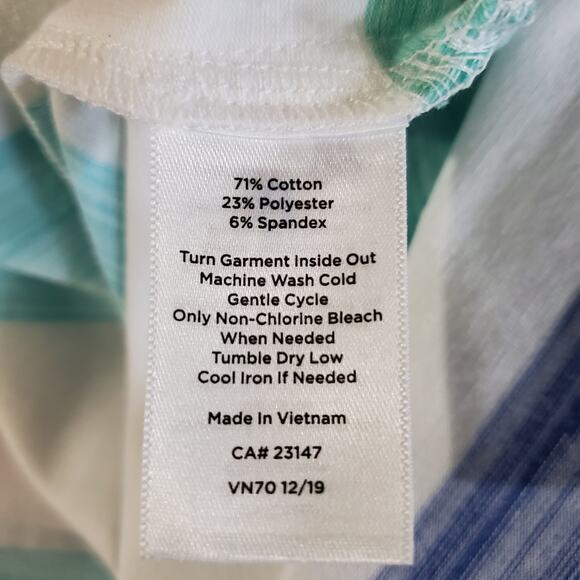 71% Cotton
23% Polyester
6% Spandex
Turn Garment Inside Out
Machine Wash Cold
Gentle Cycle
Only Non-Chlorine Bleach
When Needed
Tumble Dry Low
Cool Iron If Needed
Made In Vietnam
CA# 23147
VN70 12/19